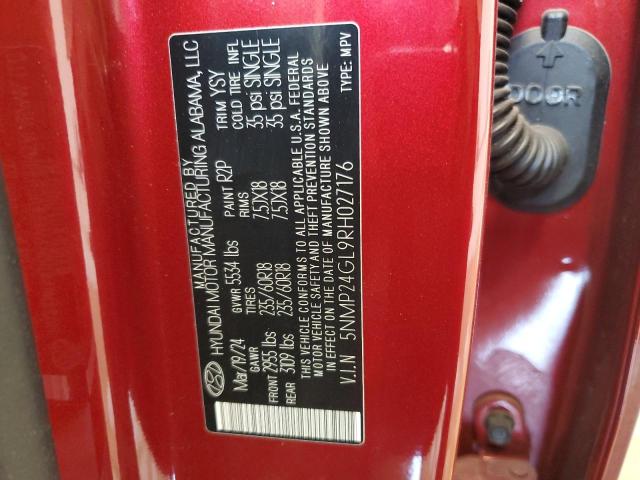 MANUFACTURED BY
HYUNDAI MOTOR MANUFACTURING ALABAMA, LLC
Mar/19/24 PAINT R2P TRIM YSY
GAWR GVWR 5534 lbs TIRES RIMS COLD TIRE INFL
FRONT 2955 lbs 235/60R18 7.5JX18 35 psi SINGLE
REAR 3109 lbs 235/60R18 7.5JX18 35 psi SINGLE
THIS VEHICLE CONFORMS TO ALL APPLICABLE U.S.A. FEDERAL
MOTOR VEHICLE SAFETY AND THEFT PREVENTION STANDARDS
IN EFFECT ON THE DATE OF MANUFACTURE SHOWN ABOVE
V.I.N 5NMP24GL9RH027176 TYPE: MPV
DOOR